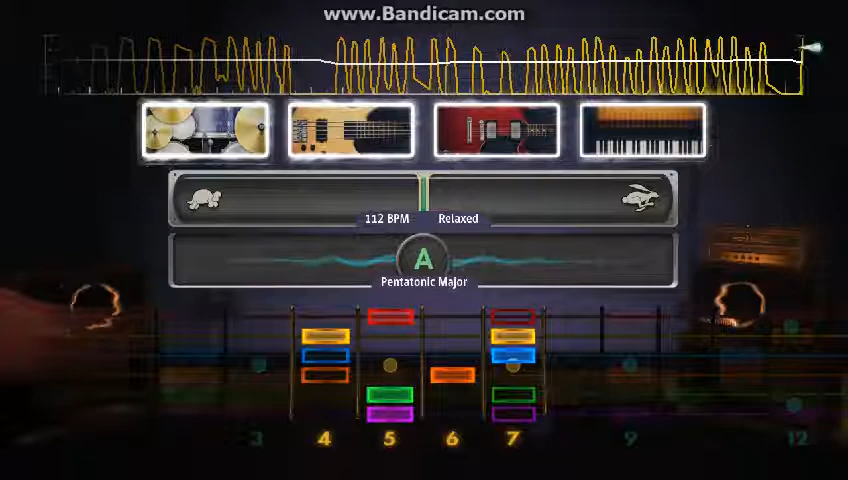 www.Bandicam.com
112 BPM Relaxed
A
Pentatonic Major
3 4 5 6 7 9 12